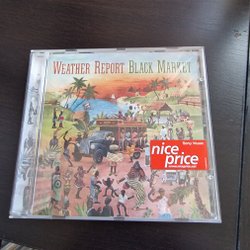 WEATHER REPORT BLACK MARKET
Sony Music
nice
price